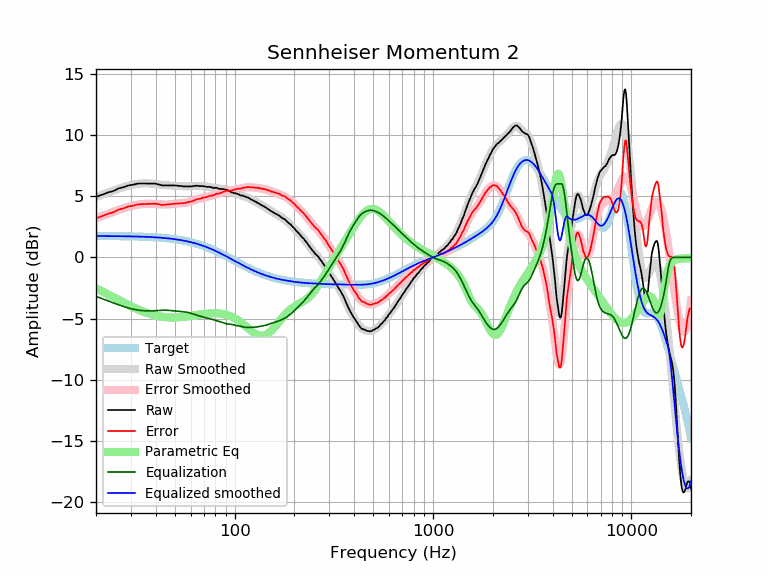 Sennheiser Momentum 2
15
10
5
0
−5
−10
−15
−20
Amplitude (dBr)
Target
Raw Smoothed
Error Smoothed
Raw
Error
Parametric Eq
Equalization
Equalized smoothed
100
1000
10000
Frequency (Hz)